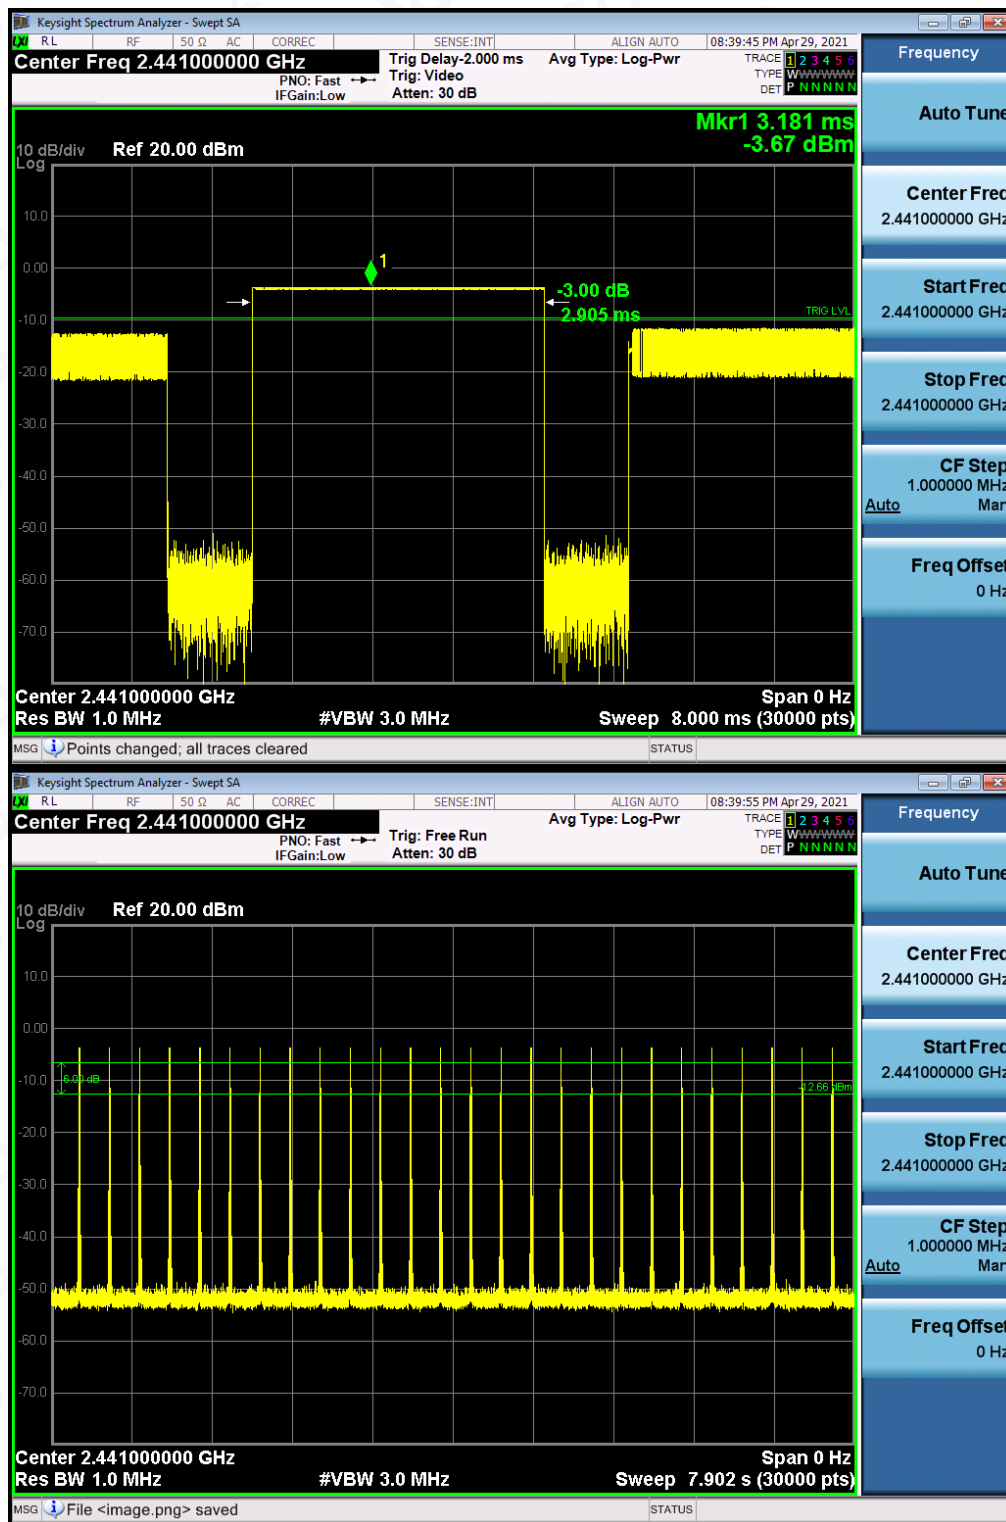 Keysight Spectrum Analyzer - Swept SA
LXI RL RF 50 Ω AC CORREC SENSE:INT ALIGN AUTO 08:39:45 PM Apr 29, 2021
Center Freq 2.441000000 GHz
PNO: Fast
IFGain:Low
Trig Delay-2.000 ms
Trig: Video
Atten: 30 dB
Avg Type: Log-Pwr
TRACE 1 2 3 4 5 6
TYPE WWWWWWW
DET P N N N N N
Mkr1 3.181 ms
-3.67 dBm
10 dB/div Ref 20.00 dBm
Log
10.0
0.00
-10.0
-20.0
-30.0
-40.0
-50.0
-60.0
-70.0
1
-3.00 dB
2.905 ms
TRIG LVL
Center 2.441000000 GHz Span 0 Hz
Res BW 1.0 MHz #VBW 3.0 MHz Sweep 8.000 ms (30000 pts)
MSG Points changed; all traces cleared STATUS
Frequency
Auto Tune
Center Freq
2.441000000 GHz
Start Freq
2.441000000 GHz
Stop Freq
2.441000000 GHz
CF Step
1.000000 MHz
Auto Man
Freq Offset
0 Hz
Keysight Spectrum Analyzer - Swept SA
LXI RL RF 50 Ω AC CORREC SENSE:INT ALIGN AUTO 08:39:55 PM Apr 29, 2021
Center Freq 2.441000000 GHz
PNO: Fast
IFGain:Low
Trig: Free Run
Atten: 30 dB
Avg Type: Log-Pwr
TRACE 1 2 3 4 5 6
TYPE WWWWWWW
DET P N N N N N
10 dB/div Ref 20.00 dBm
Log
10.0
0.00
-10.0
-20.0
-30.0
-40.0
-50.0
-60.0
-70.0
6.00 dB
-12.66 dBm
Center 2.441000000 GHz Span 0 Hz
Res BW 1.0 MHz #VBW 3.0 MHz Sweep 7.902 s (30000 pts)
MSG File <image.png> saved STATUS
Frequency
Auto Tune
Center Freq
2.441000000 GHz
Start Freq
2.441000000 GHz
Stop Freq
2.441000000 GHz
CF Step
1.000000 MHz
Auto Man
Freq Offset
0 Hz